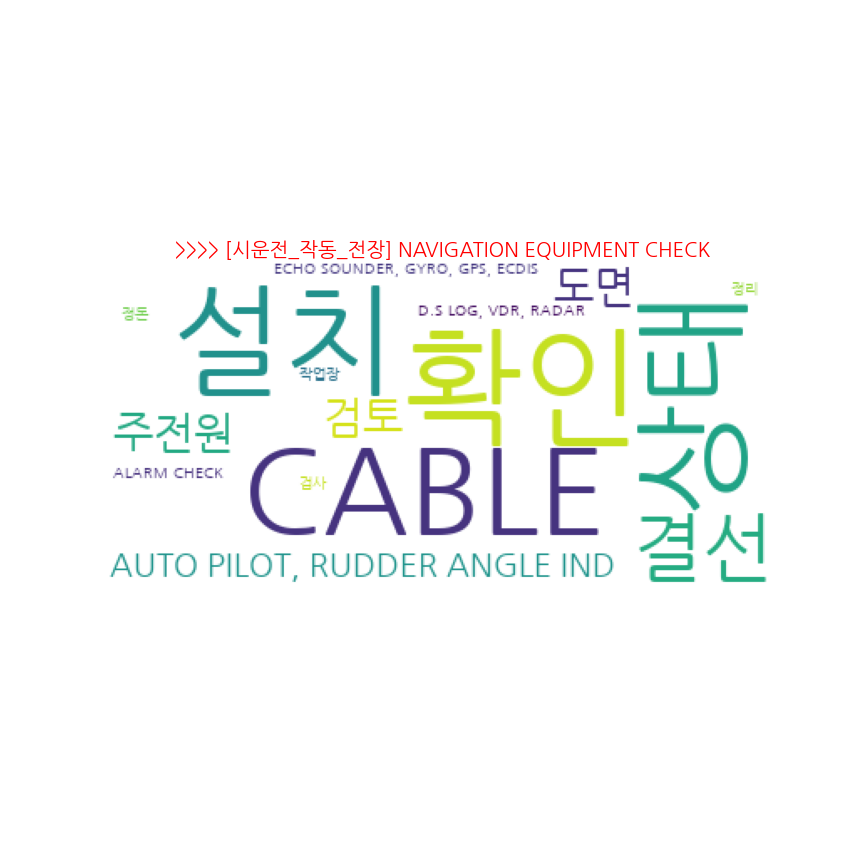 >>>> [시운전_작동_전장] NAVIGATION EQUIPMENT CHECK
ECHO SOUNDER, GYRO, GPS, ECDIS
도면
정리
D.S LOG, VDR, RADAR
정돈
설치
확인
상태
작업장
검토
주전원
CABLE
ALARM CHECK
검사
결선
AUTO PILOT, RUDDER ANGLE IND